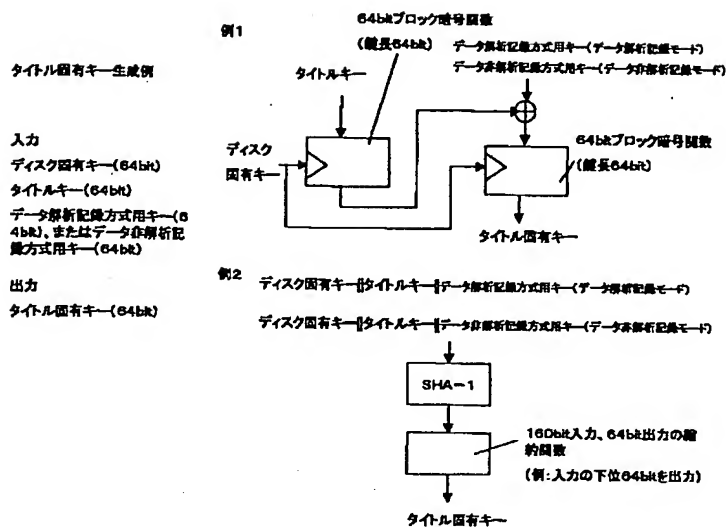 タイトル固有キー生成例
入力
ディスク固有キー(64bit)
タイトルキー(64bit)
データ解析記録方式用キー(6
4bit)、またはデータ非解析記
録方式用キー(64bit)
出力
タイトル固有キー(64bit)
例1
64bitブロック暗号関数
(鍵長64bit)
データ解析記録方式用キー(データ解析記録モード)
データ非解析記録方式用キー(データ非解析記録モード)
タイトルキー
ディスク
固有キー
64bitブロック暗号関数
(鍵長64bit)
タイトル固有キー
例2
ディスク固有キー||タイトルキー||データ解析記録方式用キー(データ解析記録モード)
ディスク固有キー||タイトルキー||データ非解析記録方式用キー(データ非解析記録モード)
SHA-1
160bit入力、64bit出力の縮
約関数
(例:入力の下位64bitを出力)
タイトル固有キー